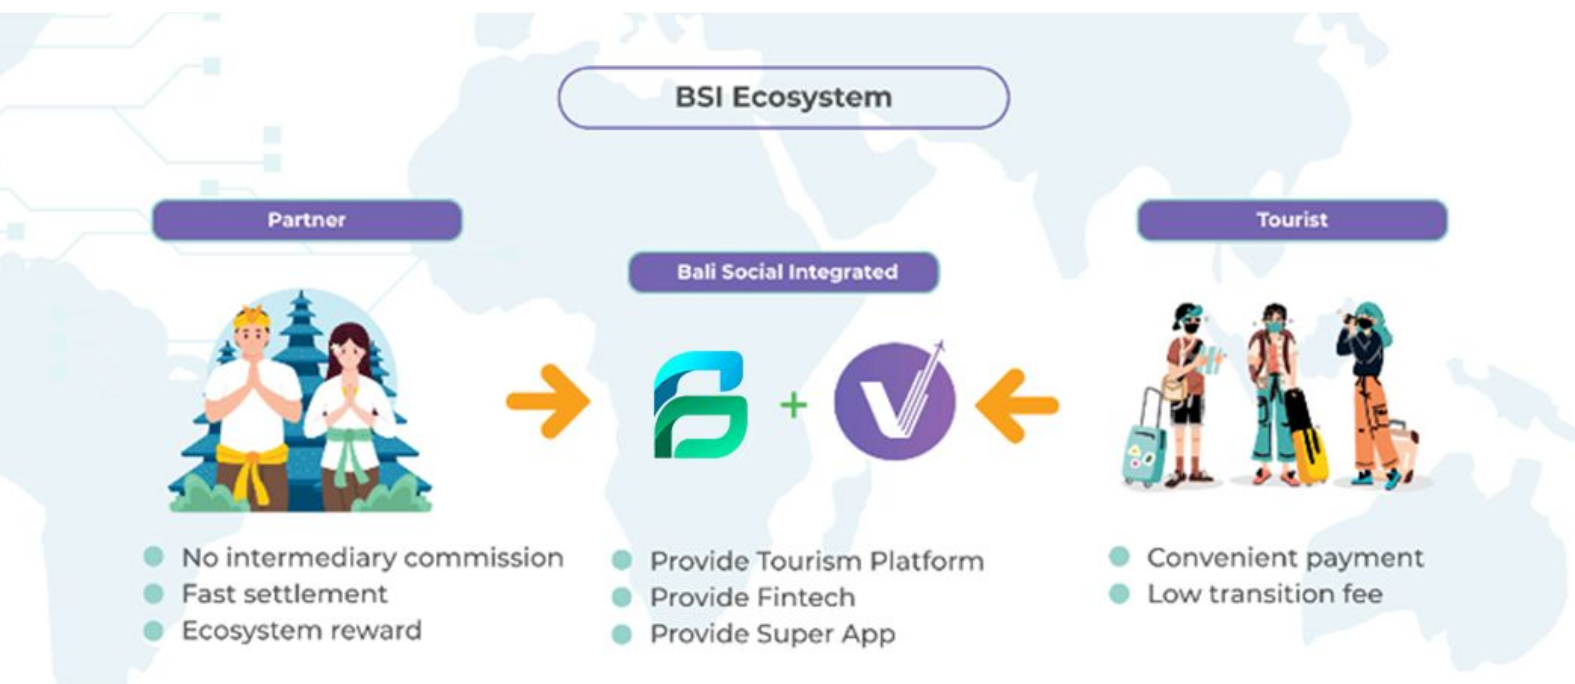 BSI Ecosystem
Partner
No intermediary commission
Fast settlement
Ecosystem reward
Bali Social Integrated
+
Provide Tourism Platform
Provide Fintech
Provide Super App
Tourist
Convenient payment
Low transition fee